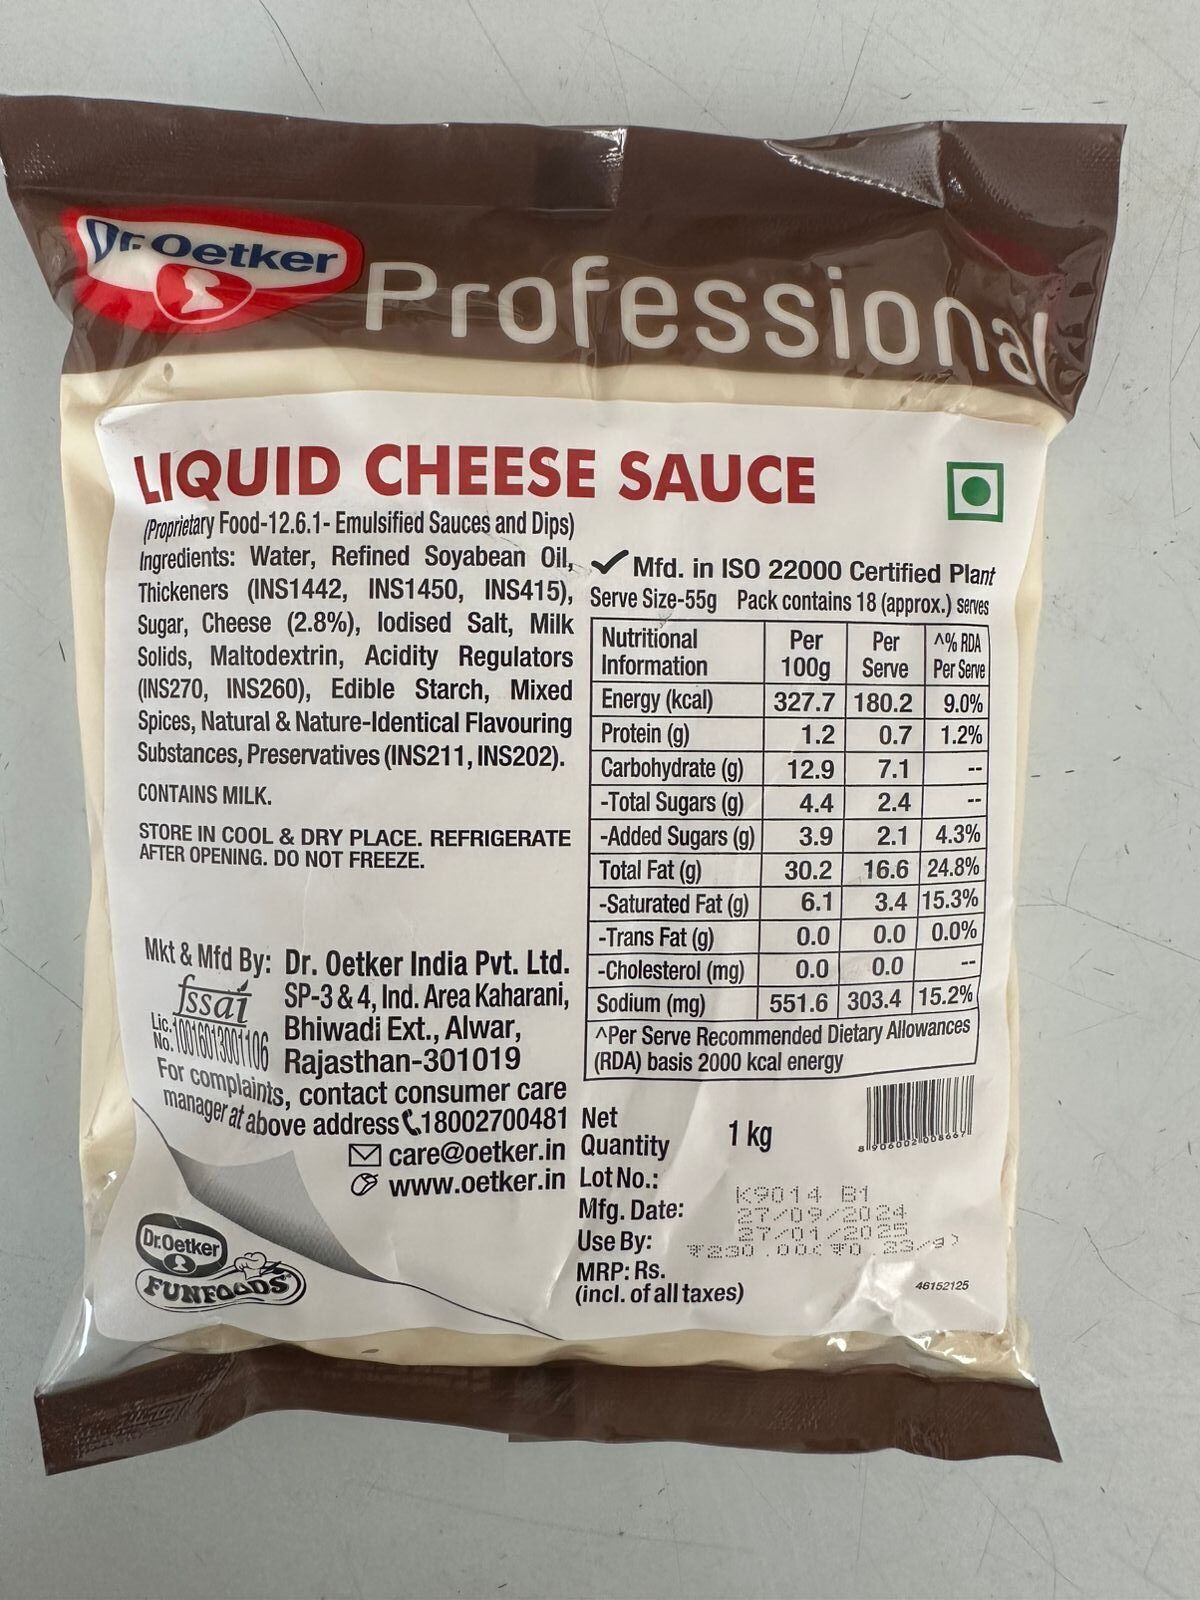 Dr. Oetker
Professional
LIQUID CHEESE SAUCE
(Proprietary Food-12.6.1- Emulsified Sauces and Dips)
Ingredients: Water, Refined Soyabean Oil,
Thickeners (INS1442, INS1450, INS415),
Sugar, Cheese (2.8%), Iodised Salt, Milk
Solids, Maltodextrin, Acidity Regulators
(INS270, INS260), Edible Starch, Mixed
Spices, Natural & Nature-Identical Flavouring
Substances, Preservatives (INS211, INS202).
CONTAINS MILK.
STORE IN COOL & DRY PLACE. REFRIGERATE
AFTER OPENING. DO NOT FREEZE.
✓ Mfd. in ISO 22000 Certified Plant
Serve Size-55g Pack contains 18 (approx.) serves
Nutritional Information Per 100g Per Serve ^% RDA Per Serve
Energy (kcal) 327.7 180.2 9.0%
Protein (g) 1.2 0.7 1.2%
Carbohydrate (g) 12.9 7.1 --
-Total Sugars (g) 4.4 2.4 --
-Added Sugars (g) 3.9 2.1 4.3%
Total Fat (g) 30.2 16.6 24.8%
-Saturated Fat (g) 6.1 3.4 15.3%
-Trans Fat (g) 0.0 0.0 0.0%
-Cholesterol (mg) 0.0 0.0 --
Sodium (mg) 551.6 303.4 15.2%
^Per Serve Recommended Dietary Allowances
(RDA) basis 2000 kcal energy
Mkt & Mfd By: Dr. Oetker India Pvt. Ltd.
SP-3 & 4, Ind. Area Kaharani,
Bhiwadi Ext., Alwar,
Rajasthan-301019
fssai
Lic. No. 10016013001106
For complaints, contact consumer care
manager at above address 18002700481
care@oetker.in
www.oetker.in
Dr. Oetker
FUNFOODS
Net Quantity 1 kg
8 906002 008667
Lot No.: K9014 B1
Mfg. Date: 27/09/2024
Use By: 27/01/2025
MRP: Rs. ₹230.00(₹0.23/g)
(incl. of all taxes)
46152125